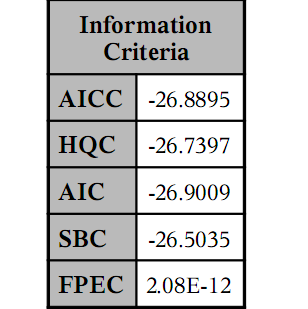 Information
Criteria
AICC -26.8895
HQC -26.7397
AIC -26.9009
SBC -26.5035
FPEC 2.08E-12